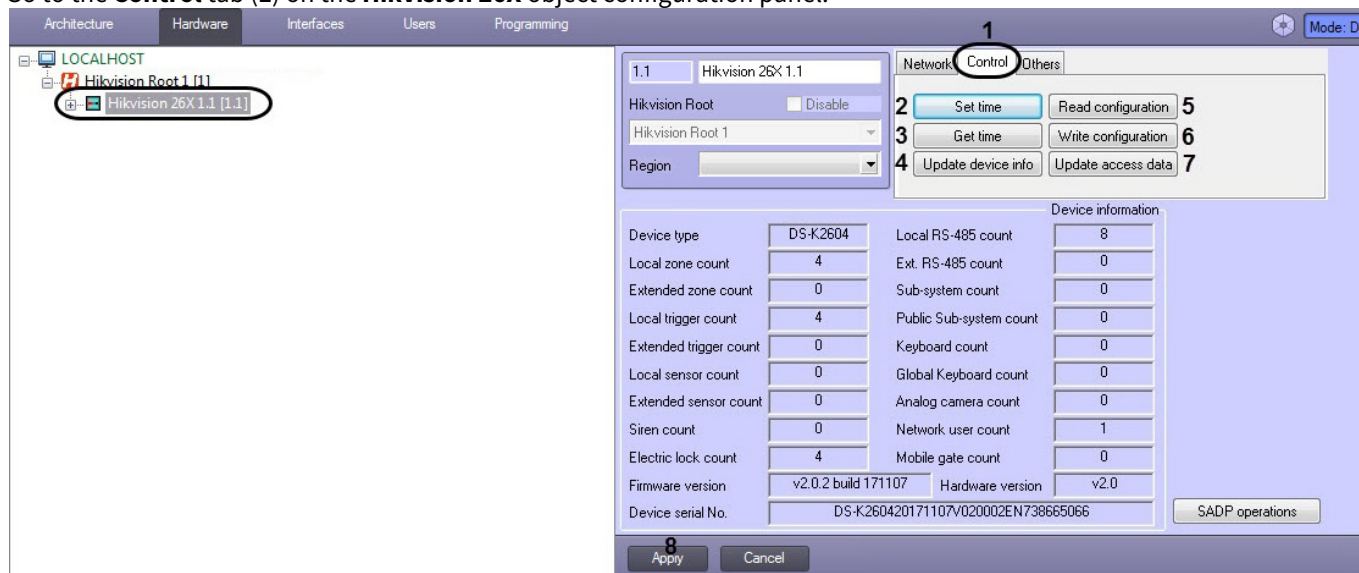 Go to the Control tab (1) on the Hikvision 26X object configuration panel.
Architecture Hardware Interfaces Users Programming
1
Mode: D
LOCALHOST
Hikvision Root 1 [1]
Hikvision 26X 1.1 [1.1]
1.1 Hikvision 26X 1.1
Hikvision Root Disable
Hikvision Root 1
Region
Network Control Others
2 Set time Read configuration 5
3 Get time Write configuration 6
4 Update device info Update access data 7
Device information
Device type DS-K2604 Local RS-485 count 8
Local zone count 4 Ext. RS-485 count 0
Extended zone count 0 Sub-system count 0
Local trigger count 4 Public Sub-system count 0
Extended trigger count 0 Keyboard count 0
Local sensor count 0 Global Keyboard count 0
Extended sensor count 0 Analog camera count 0
Siren count 0 Network user count 1
Electric lock count 4 Mobile gate count 0
Firmware version v2.0.2 build 171107 Hardware version v2.0
Device serial No. DS-K260420171107V020002EN738665066 SADP operations
8
Apply Cancel